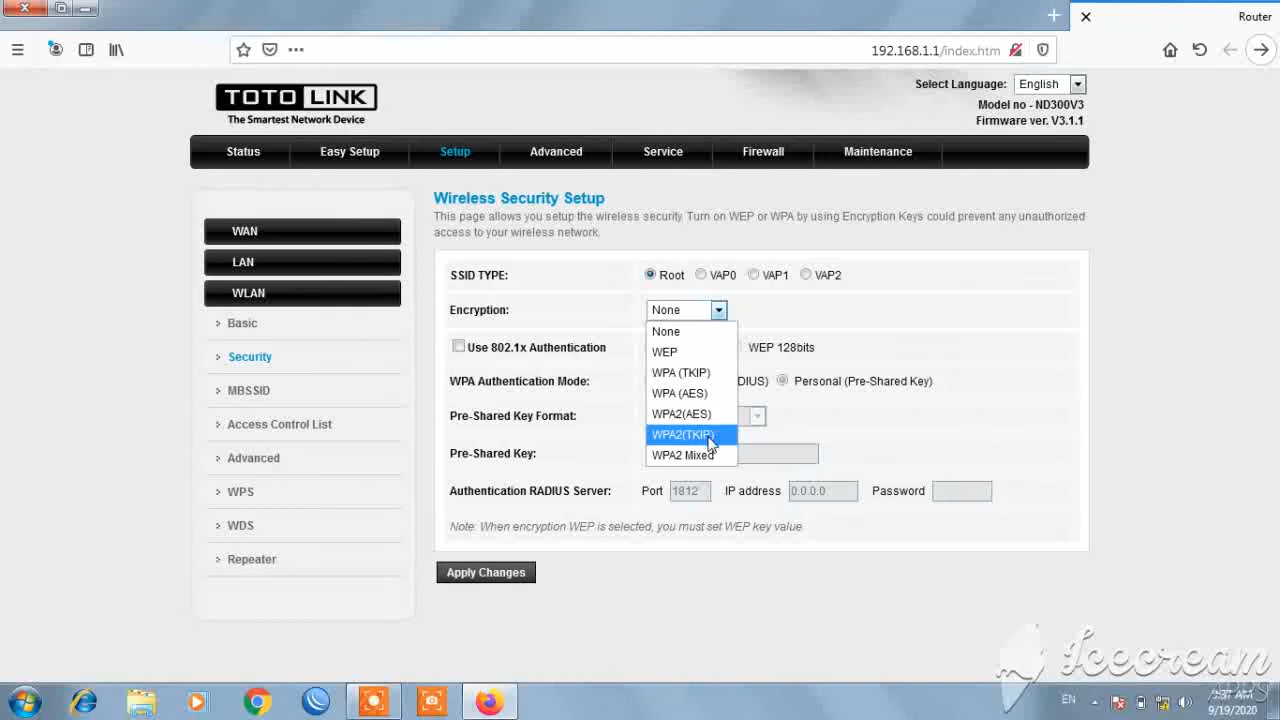 Router
192.168.1.1/index.htm
TOTO LINK
The Smartest Network Device
Select Language: English
Model no - ND300V3
Firmware ver. V3.1.1
Status Easy Setup Setup Advanced Service Firewall Maintenance
WAN
LAN
WLAN
Basic
Security
MBSSID
Access Control List
Advanced
WPS
WDS
Repeater
Wireless Security Setup
This page allows you setup the wireless security. Turn on WEP or WPA by using Encryption Keys could prevent any unauthorized
access to your wireless network.
SSID TYPE: Root VAP0 VAP1 VAP2
Encryption: None
None
WEP
WPA (TKIP)
WPA (AES)
WPA2(AES)
WPA2(TKIP)
WPA2 Mixed
Use 802.1x Authentication WEP 128bits
WPA Authentication Mode: DIUS) Personal (Pre-Shared Key)
Pre-Shared Key Format:
Pre-Shared Key:
Authentication RADIUS Server: Port 1812 IP address 0.0.0.0 Password
Note: When encryption WEP is selected, you must set WEP key value.
Apply Changes
Icecream
APPS
EN
9:37 AM
9/19/2020